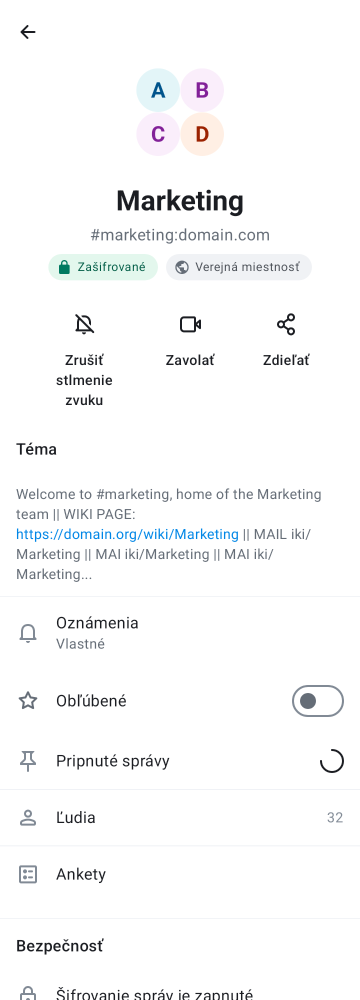 A B
C D
Marketing
#marketing:domain.com
Zašifrované Verejná miestnosť
Zrušiť
stlmenie
zvuku
Zavolať
Zdieľať
Téma
Welcome to #marketing, home of the Marketing
team || WIKI PAGE:
https://domain.org/wiki/Marketing || MAIL iki/
Marketing || MAI iki/Marketing || MAI iki/
Marketing...
Oznámenia
Vlastné
Obľúbené
Pripnuté správy
Ľudia 32
Ankety
Bezpečnosť
Šifrovanie správ je zapnuté